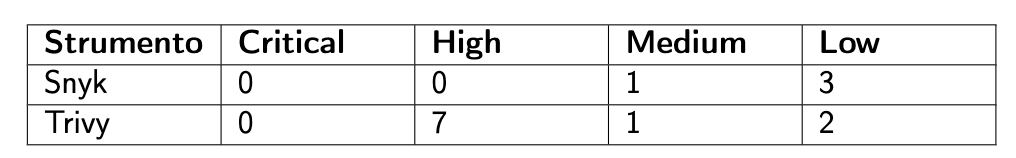 Strumento Critical High Medium Low
Snyk 0 0 1 3
Trivy 0 7 1 2